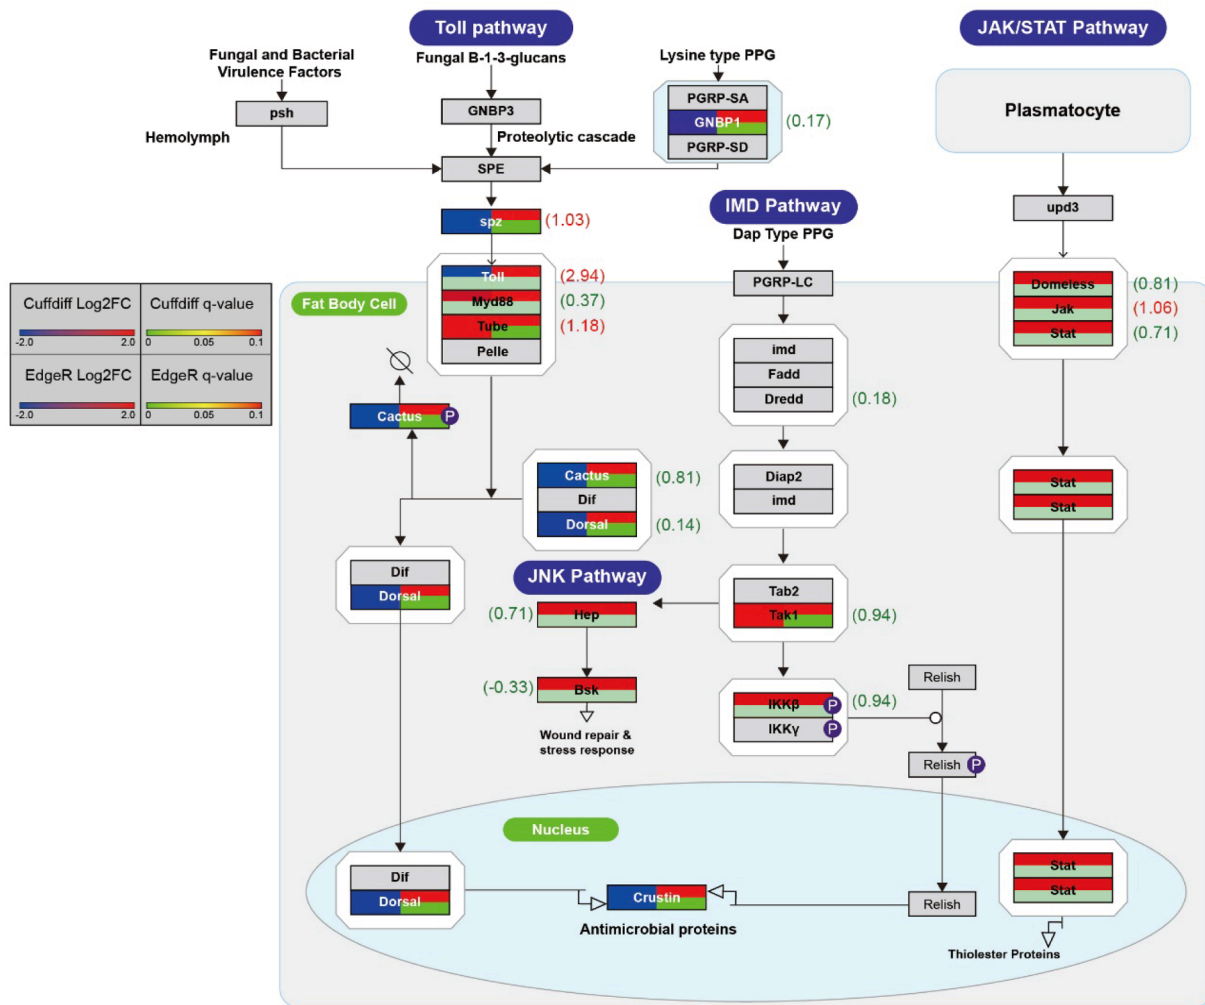 Toll pathway
JAK/STAT Pathway
Fungal and Bacterial
Virulence Factors
Fungal B-1-3-glucans
Lysine type PPG
psh
GNBP3
PGRP-SA
GNBP1
(0.17)
PGRP-SD
Plasmatocyte
Hemolymph
Proteolytic cascade
SPE
spz
(1.03)
IMD Pathway
Dap Type PPG
upd3
Toll
(2.94)
Myd88
(0.37)
Tube
(1.18)
Pelle
PGRP-LC
Domeless
(0.81)
Jak
(1.06)
Stat
(0.71)
Fat Body Cell
Cuffdiff Log2FC
Cuffdiff q-value
-2.0
2.0
0
0.05
0.1
EdgeR Log2FC
EdgeR q-value
-2.0
2.0
0
0.05
0.1
imd
Fadd
Dredd
(0.18)
Cactus
P
Cactus
(0.81)
Dif
Dorsal
(0.14)
Diap2
imd
Stat
Stat
Dif
Dorsal
JNK Pathway
Hep
(0.71)
Tab2
Tak1
(0.94)
Bsk
(-0.33)
Wound repair &
stress response
IKKβ
P
(0.94)
IKKγ
P
Relish
Relish
P
Nucleus
Dif
Dorsal
Crustin
Antimicrobial proteins
Relish
Stat
Stat
Thiolester Proteins